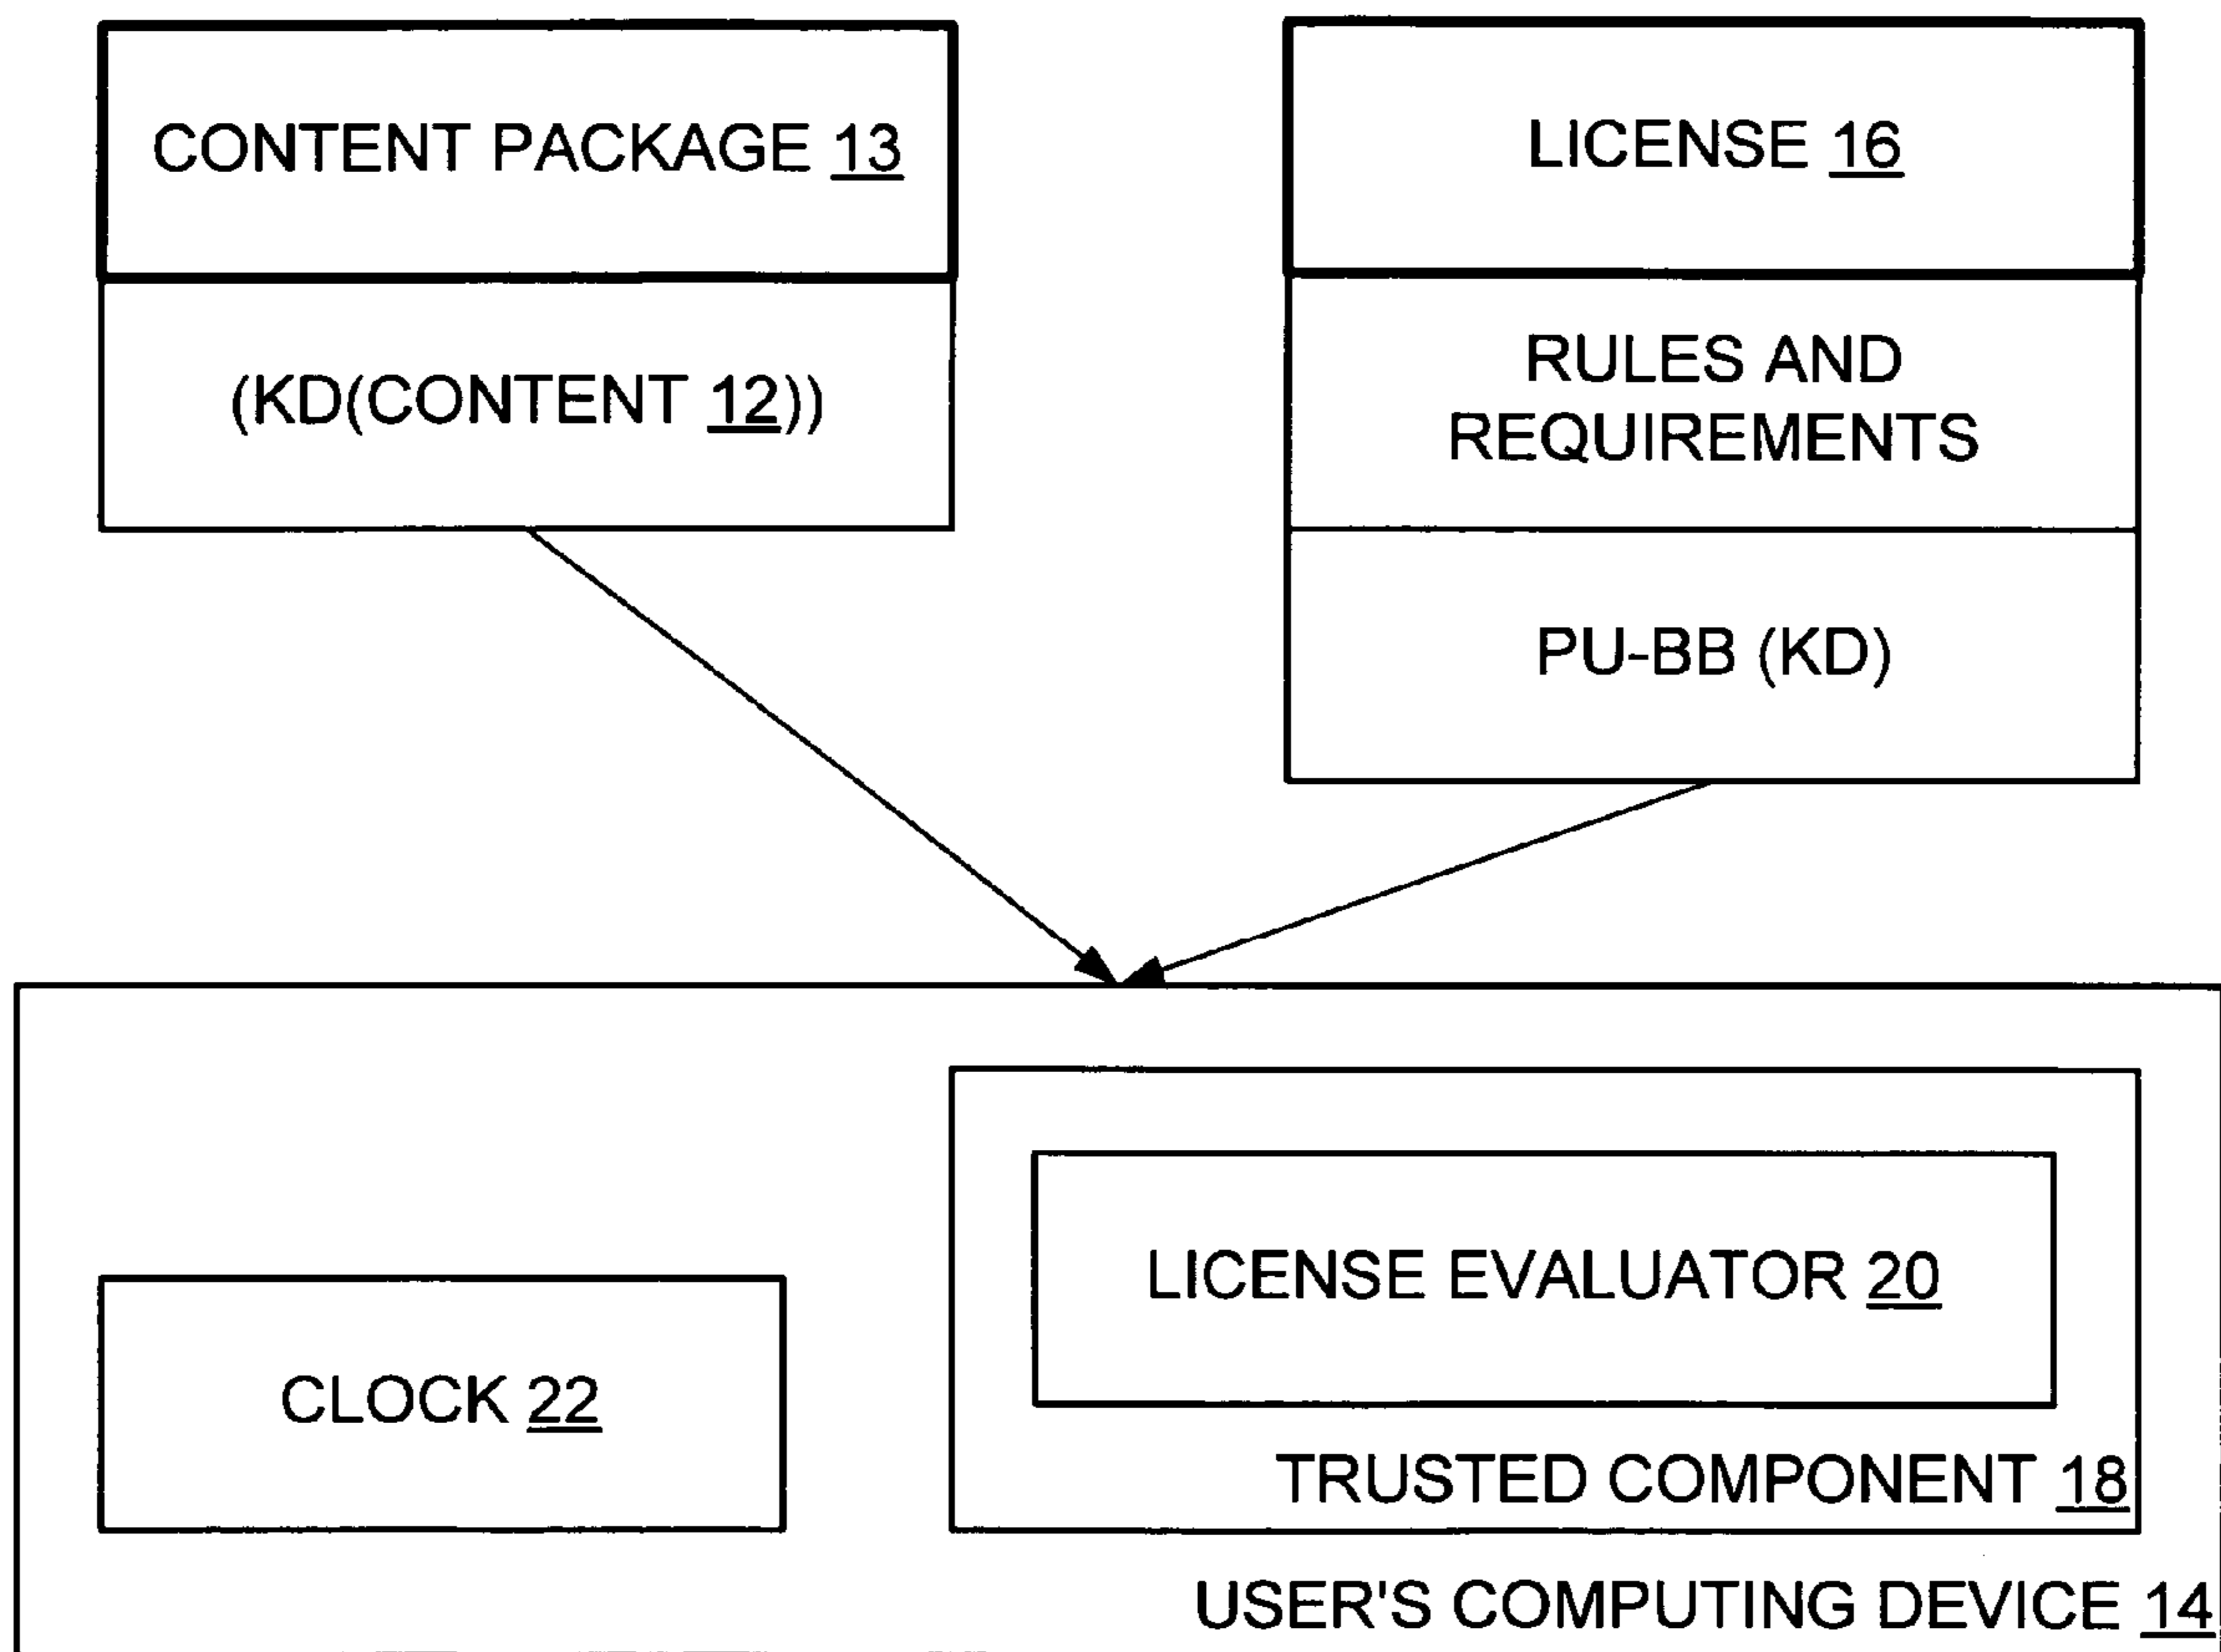 CONTENT PACKAGE 13
(KD(CONTENT 12))
LICENSE 16
RULES AND
REQUIREMENTS
PU-BB (KD)
LICENSE EVALUATOR 20
CLOCK 22
TRUSTED COMPONENT 18
USER'S COMPUTING DEVICE 14